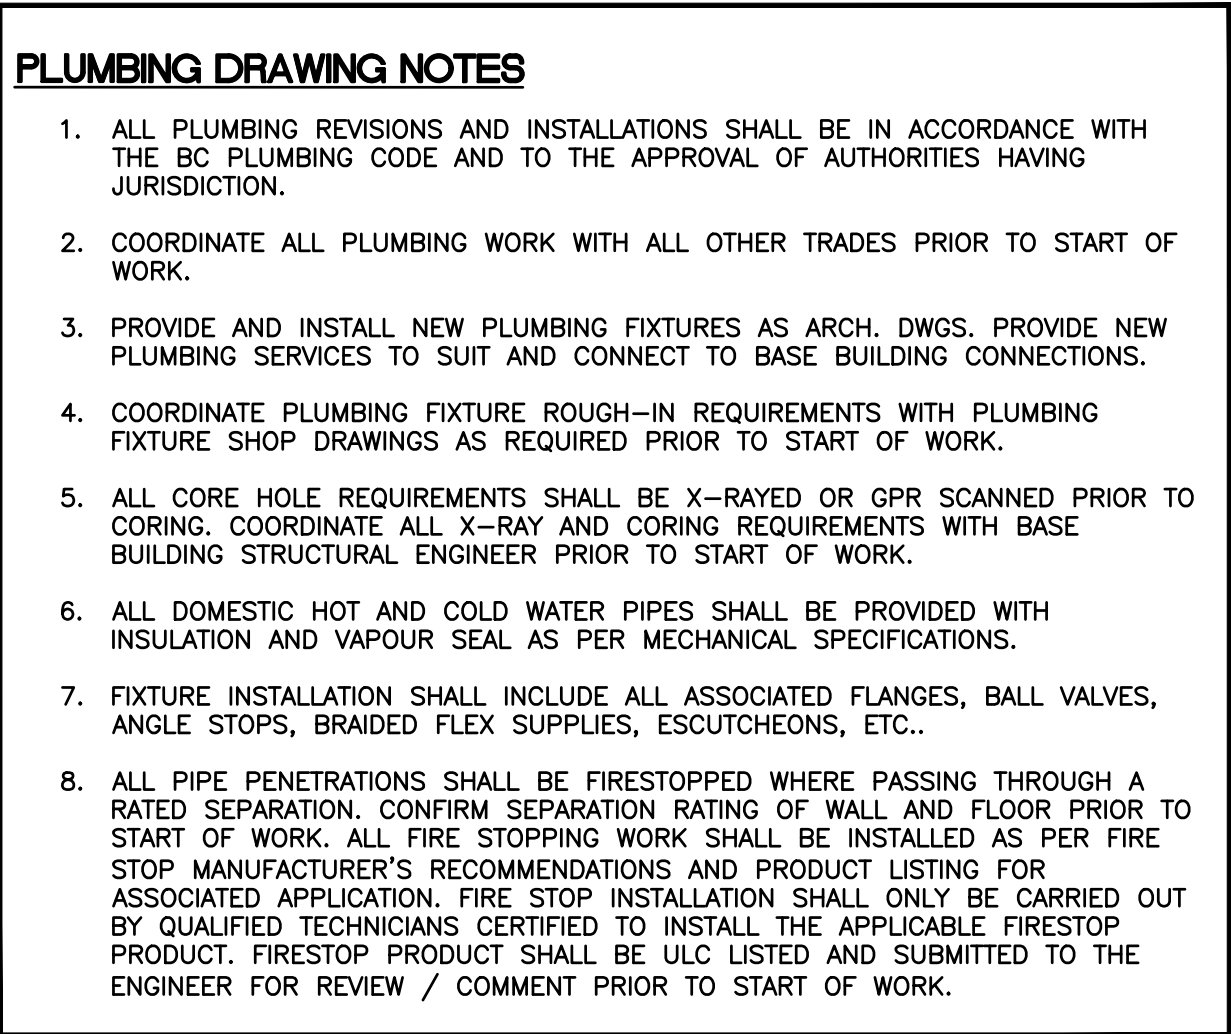 PLUMBING DRAWING NOTES
1. ALL PLUMBING REVISIONS AND INSTALLATIONS SHALL BE IN ACCORDANCE WITH
THE BC PLUMBING CODE AND TO THE APPROVAL OF AUTHORITIES HAVING
JURISDICTION.
2. COORDINATE ALL PLUMBING WORK WITH ALL OTHER TRADES PRIOR TO START OF
WORK.
3. PROVIDE AND INSTALL NEW PLUMBING FIXTURES AS ARCH. DWGS. PROVIDE NEW
PLUMBING SERVICES TO SUIT AND CONNECT TO BASE BUILDING CONNECTIONS.
4. COORDINATE PLUMBING FIXTURE ROUGH-IN REQUIREMENTS WITH PLUMBING
FIXTURE SHOP DRAWINGS AS REQUIRED PRIOR TO START OF WORK.
5. ALL CORE HOLE REQUIREMENTS SHALL BE X-RAYED OR GPR SCANNED PRIOR TO
CORING. COORDINATE ALL X-RAY AND CORING REQUIREMENTS WITH BASE
BUILDING STRUCTURAL ENGINEER PRIOR TO START OF WORK.
6. ALL DOMESTIC HOT AND COLD WATER PIPES SHALL BE PROVIDED WITH
INSULATION AND VAPOUR SEAL AS PER MECHANICAL SPECIFICATIONS.
7. FIXTURE INSTALLATION SHALL INCLUDE ALL ASSOCIATED FLANGES, BALL VALVES,
ANGLE STOPS, BRAIDED FLEX SUPPLIES, ESCUTCHEONS, ETC..
8. ALL PIPE PENETRATIONS SHALL BE FIRESTOPPED WHERE PASSING THROUGH A
RATED SEPARATION. CONFIRM SEPARATION RATING OF WALL AND FLOOR PRIOR TO
START OF WORK. ALL FIRE STOPPING WORK SHALL BE INSTALLED AS PER FIRE
STOP MANUFACTURER'S RECOMMENDATIONS AND PRODUCT LISTING FOR
ASSOCIATED APPLICATION. FIRE STOP INSTALLATION SHALL ONLY BE CARRIED OUT
BY QUALIFIED TECHNICIANS CERTIFIED TO INSTALL THE APPLICABLE FIRESTOP
PRODUCT. FIRESTOP PRODUCT SHALL BE ULC LISTED AND SUBMITTED TO THE
ENGINEER FOR REVIEW / COMMENT PRIOR TO START OF WORK.